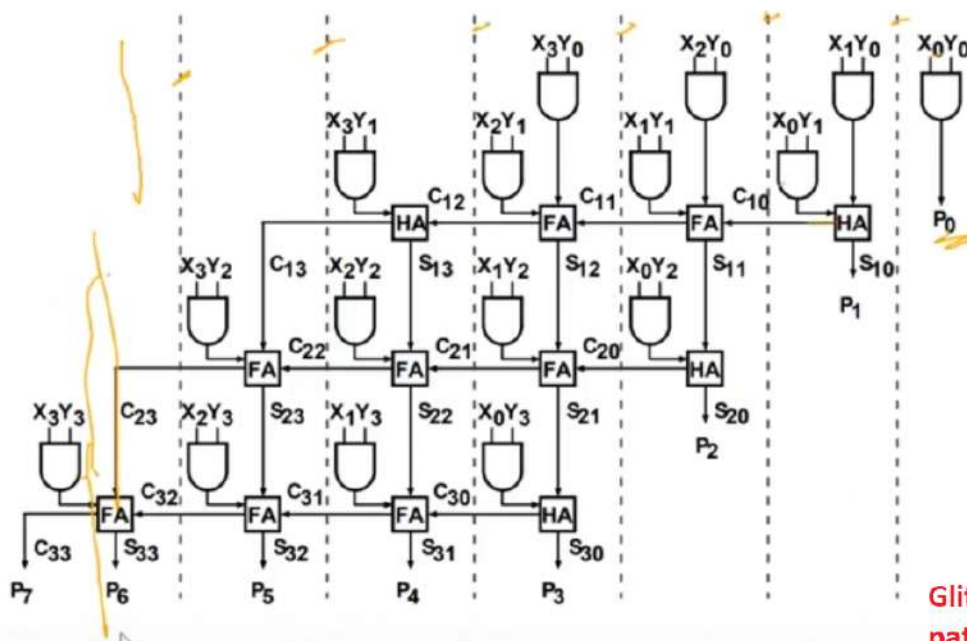 X₃Y₀ X₂Y₀ X₁Y₀ X₀Y₀
X₃Y₁ X₂Y₁ X₁Y₁ X₀Y₁
C₁₂ C₁₁ C₁₀
HA FA FA HA P₀
C₁₃ S₁₃ S₁₂ S₁₁ S₁₀
X₃Y₂ X₂Y₂ X₁Y₂ X₀Y₂
P₁
C₂₂ C₂₁ C₂₀
FA FA FA HA
C₂₃ S₂₃ S₂₂ S₂₁ S₂₀
X₃Y₃ X₂Y₃ X₁Y₃ X₀Y₃
P₂
C₃₂ C₃₁ C₃₀
FA FA FA HA
C₃₃ S₃₃ S₃₂ S₃₁ S₃₀
P₇ P₆ P₅ P₄ P₃